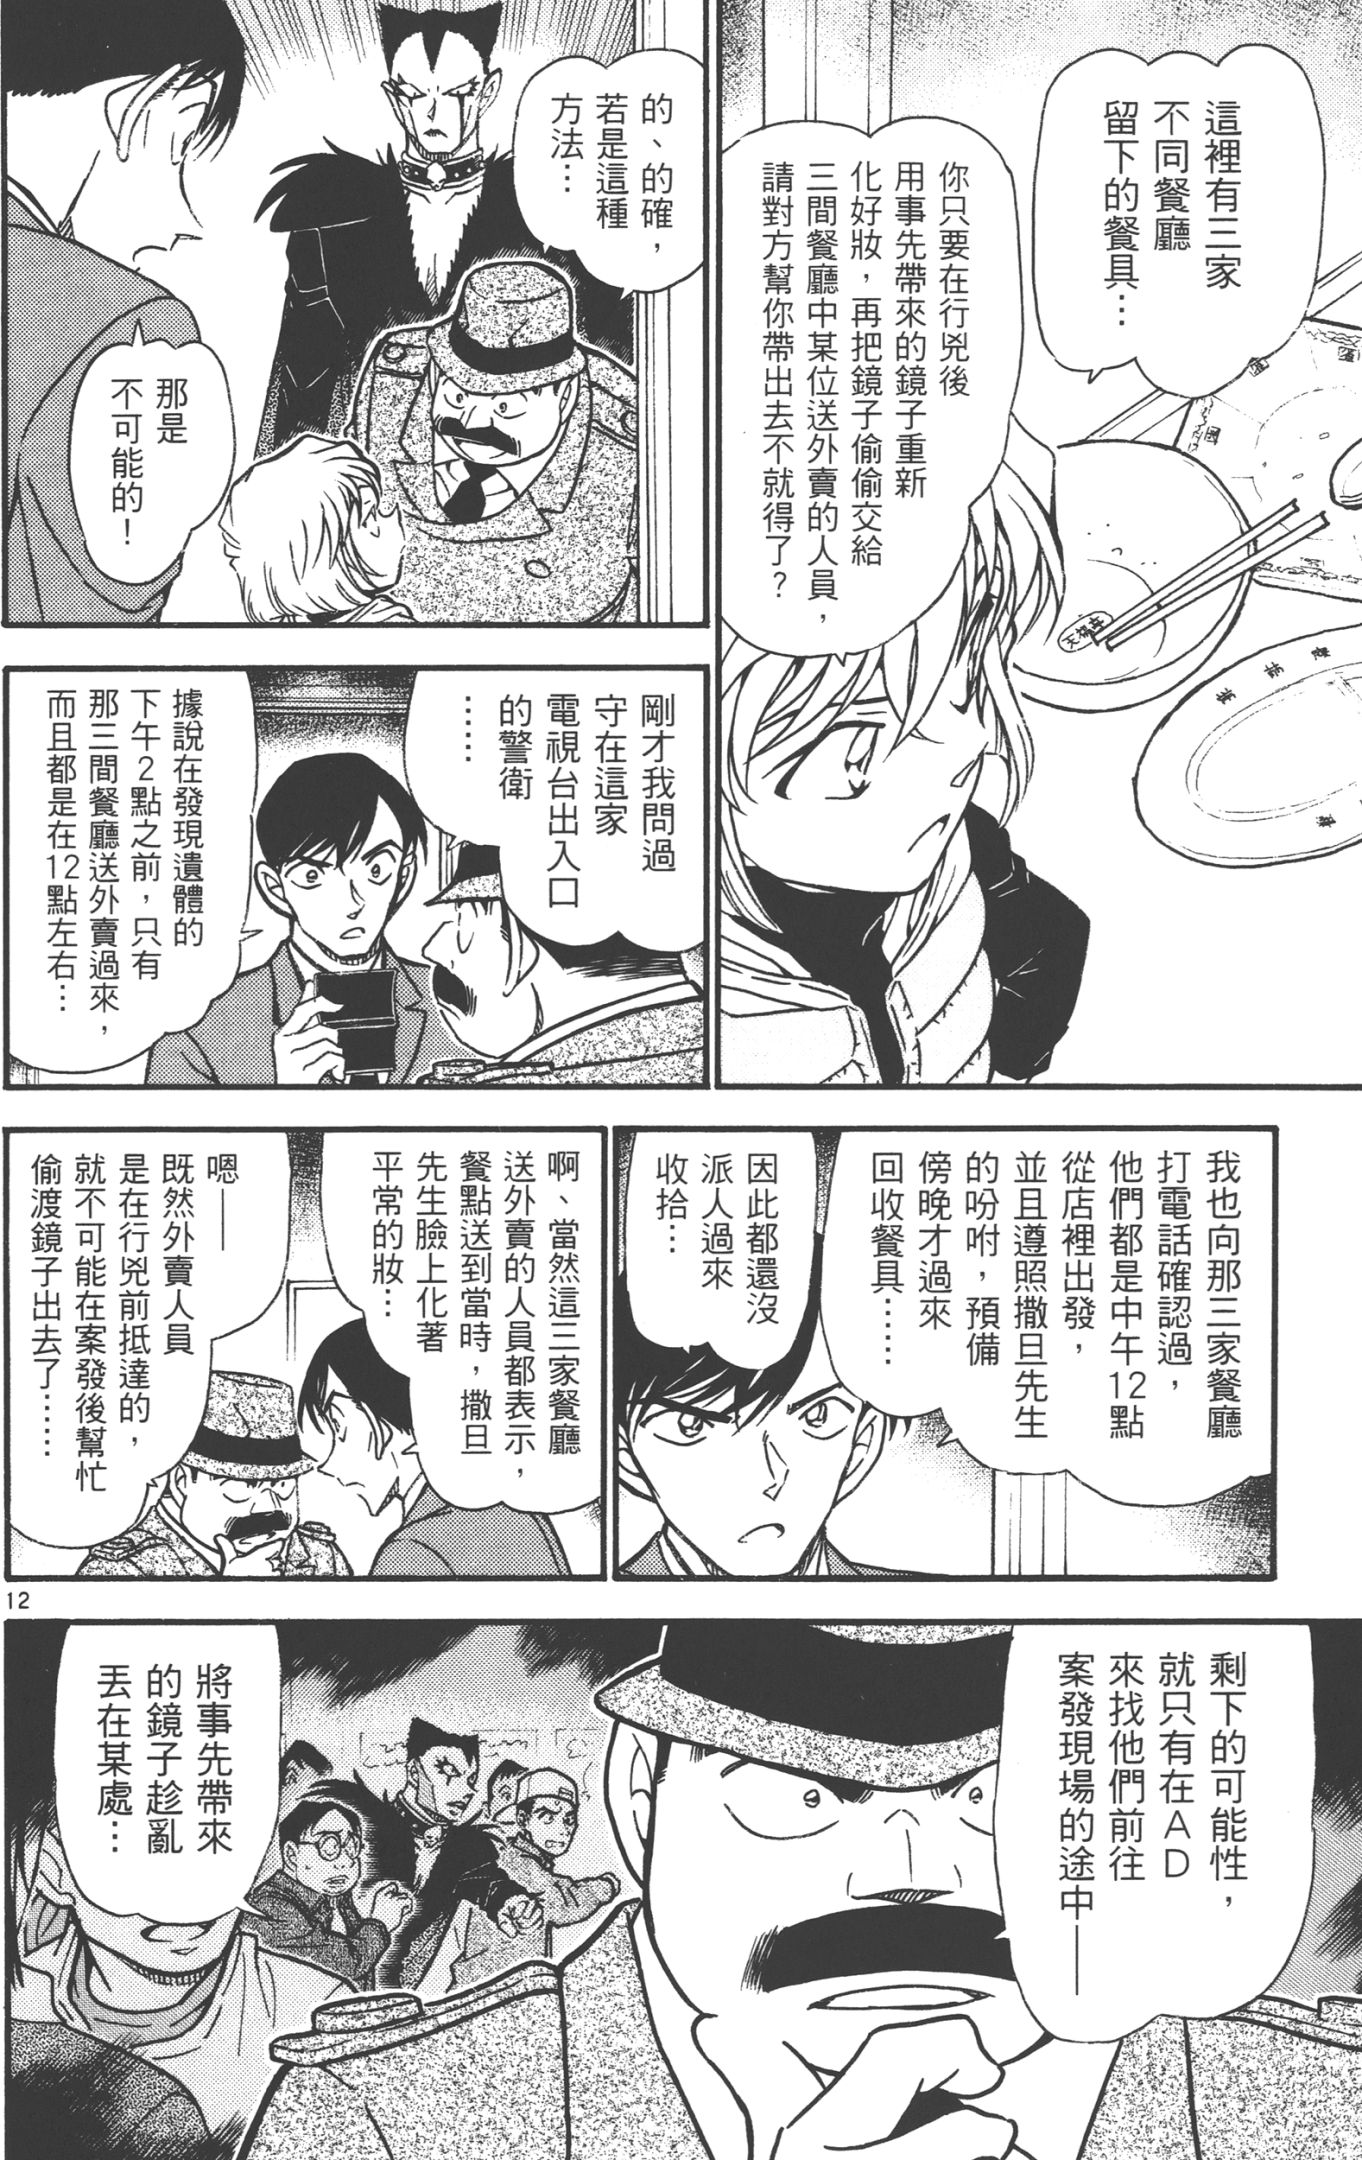 這裡有三家
不同餐廳
留下的餐具…
你只要在行兇後
用事先帶來的鏡子重新
化好妝，再把鏡子偷偷交給
三間餐廳中某位送外賣的人員，
請對方幫你帶出去不就得了？
的、的確，
若是這種
方法…
那是
不可能的！
剛才我問過
守在這家
電視台出入口
的警衛
……
據說在發現遺體的
下午2點之前，只有
那三間餐廳送外賣過來，
而且都是在12點左右…
我也向那三家餐廳
打電話確認過，
他們都是中午12點
從店裡出發，
並且遵照撒旦先生
的吩咐，預備
傍晚才過來
回收餐具……
因此都還沒
派人過來
收拾…
啊、當然這三家餐廳
送外賣的人員都表示，
餐點送到當時，撒旦
先生臉上化著
平常的妝…
嗯——
既然外賣人員
是在行兇前抵達的，
就不可能在案發後幫忙
偷渡鏡子出去了……
12
剩下的可能性，
就只有在AD
來找他們前往
案發現場的途中——
將事先帶來
的鏡子趁亂
丟在某處…